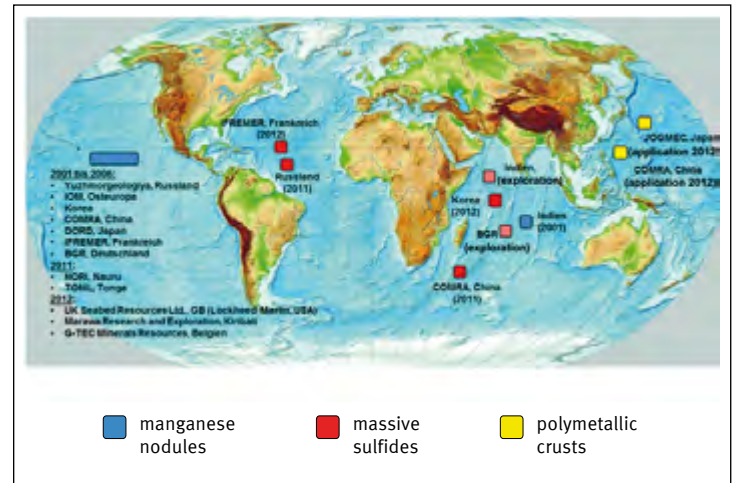 IFREMER, Frankreich
(2012)
Russland
(2011)
2001 bis 2006:
• Yuzhmorgeologiya, Russland
• IOM, Osteuropa
• Korea
• COMRA, China
• DORD, Japan
• IFREMER, Frankreich
• BGR, Deutschland
2011:
• NORI, Nauru
• TOML, Tonga
2012:
• UK Seabed Resources Ltd., GB (Lockheed Martin, USA)
• Marawa Research and Exploration, Kiribati
• G-TEC Minerals Resources, Belgien
Indien, (exploration)
Korea
(2012)
Indien
(2001)
BGR
(exploration)
COMRA, China
(2011)
JOGMEC, Japan
(application 2012)
COMRA, China
(application 2012)
manganese
nodules
massive
sulfides
polymetallic
crusts